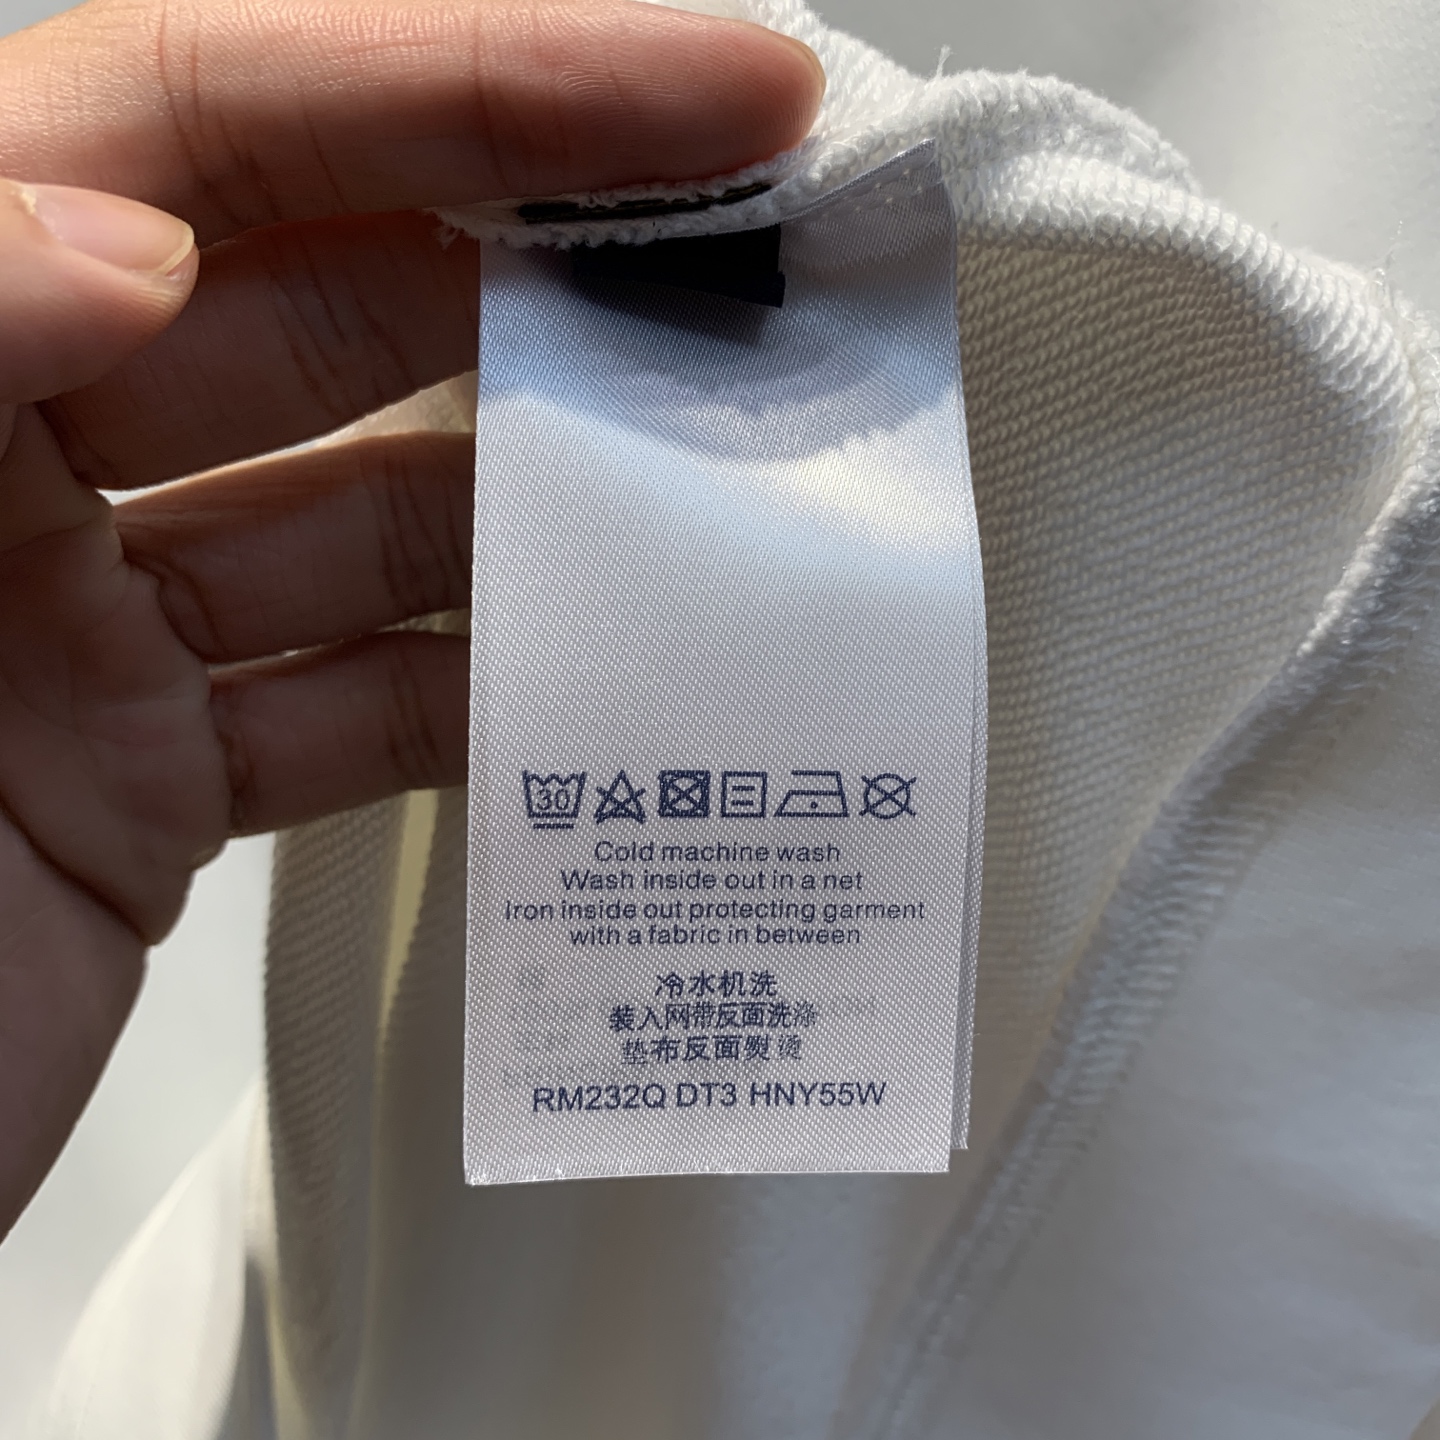 30
Cold machine wash
Wash inside out in a net
Iron inside out protecting garment
with a fabric in between
冷水机洗
装入网带反面洗涤
垫布反面熨烫
RM232Q DT3 HNY55W